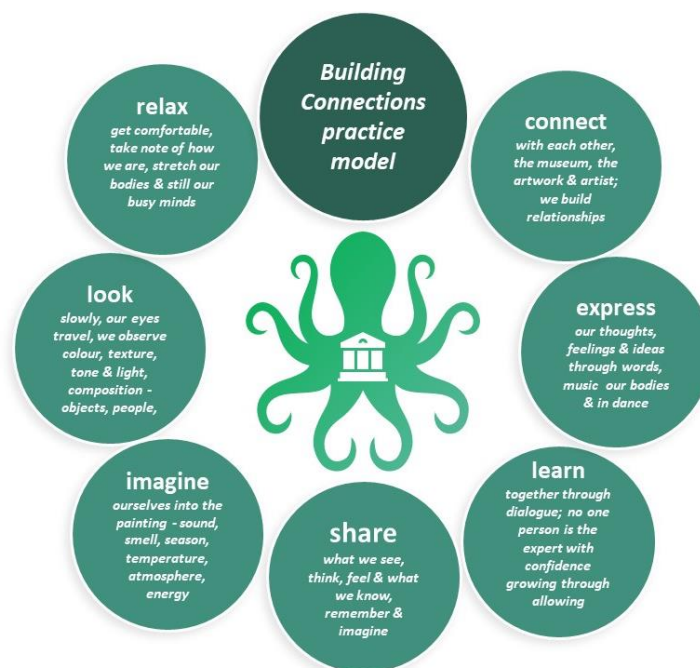 Building
Connections
practice
model
connect
with each other,
the museum, the
artwork & artist;
we build
relationships
express
our thoughts,
feelings & ideas
through words,
music our bodies
& in dance
learn
together through
dialogue; no one
person is the
expert with
confidence
growing through
allowing
share
what we see,
think, feel & what
we know,
remember &
imagine
imagine
ourselves into the
painting - sound,
smell, season,
temperature,
atmosphere,
energy
look
slowly, our eyes
travel, we observe
colour, texture,
tone & light,
composition -
objects, people,
relax
get comfortable,
take note of how
we are, stretch our
bodies & still our
busy minds